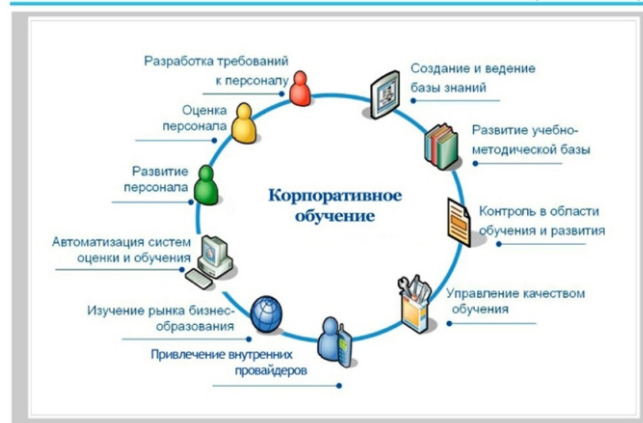 Разработка требований
к персоналу
Создание и ведение
базы знаний
Оценка
персонала
Развитие учебно-
методической базы
Развитие
персонала
Корпоративное
обучение
Контроль в области
обучения и развития
Автоматизация систем
оценки и обучения
Управление качеством
обучения
Изучение рынка бизнес-
образования
Привлечение внутренних
провайдеров